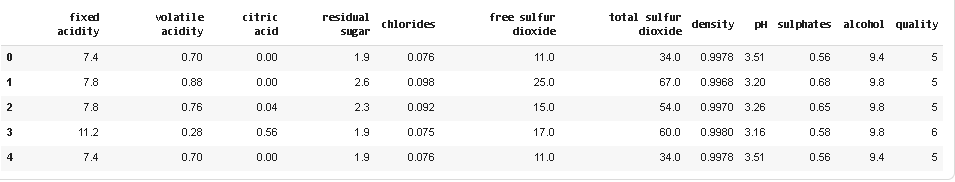 fixed acidity volatile acidity citric acid residual sugar chlorides free sulfur dioxide total sulfur dioxide density pH sulphates alcohol quality
0 7.4 0.70 0.00 1.9 0.076 11.0 34.0 0.9978 3.51 0.56 9.4 5
1 7.8 0.88 0.00 2.6 0.098 25.0 67.0 0.9968 3.20 0.68 9.8 5
2 7.8 0.76 0.04 2.3 0.092 15.0 54.0 0.9970 3.26 0.65 9.8 5
3 11.2 0.28 0.56 1.9 0.075 17.0 60.0 0.9980 3.16 0.58 9.8 6
4 7.4 0.70 0.00 1.9 0.076 11.0 34.0 0.9978 3.51 0.56 9.4 5